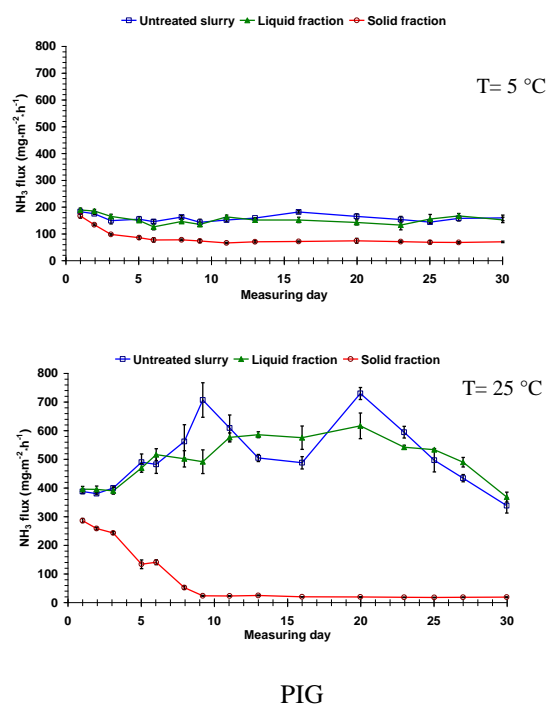 Untreated slurry Liquid fraction Solid fraction
800
700
600
500
400
300
200
100
0
NH₃ flux (mg·m⁻²·h⁻¹)
T= 5 °C
0 5 10 15 20 25 30
Measuring day
Untreated slurry Liquid fraction Solid fraction
800
700
600
500
400
300
200
100
0
NH₃ flux (mg·m⁻²·h⁻¹)
T= 25 °C
0 5 10 15 20 25 30
Measuring day
PIG